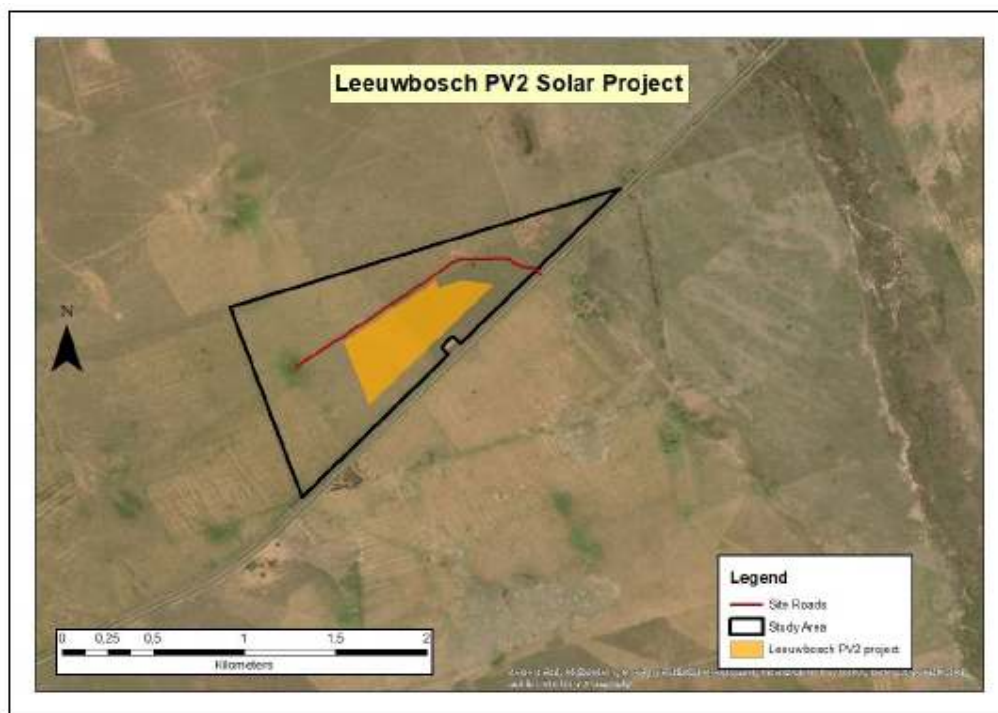 Leeuwbosch PV2 Solar Project
N
Legend
Site Roads
Study Area
Leeuwbosch PV2 project
0 0,25 0,5 1 1,5 2
Kilometers